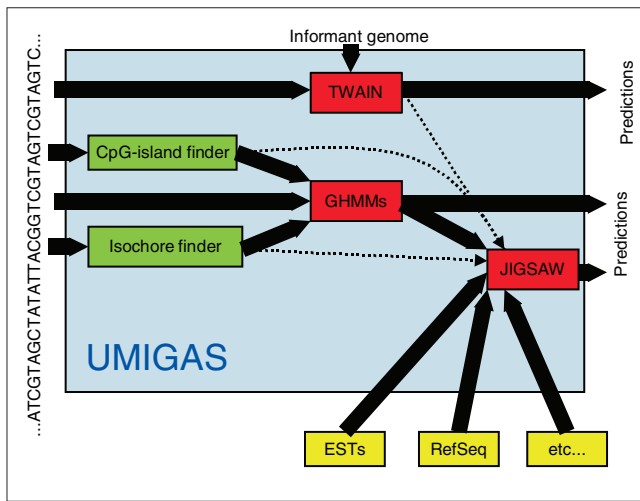 Informant genome
TWAIN
Predictions
CpG-island finder
GHMMs
Predictions
Isochore finder
JIGSAW
Predictions
UMIGAS
ESTs
RefSeq
etc...
...ATCGTAGCTATATTACGGTCGTAGTCGTAGTC...